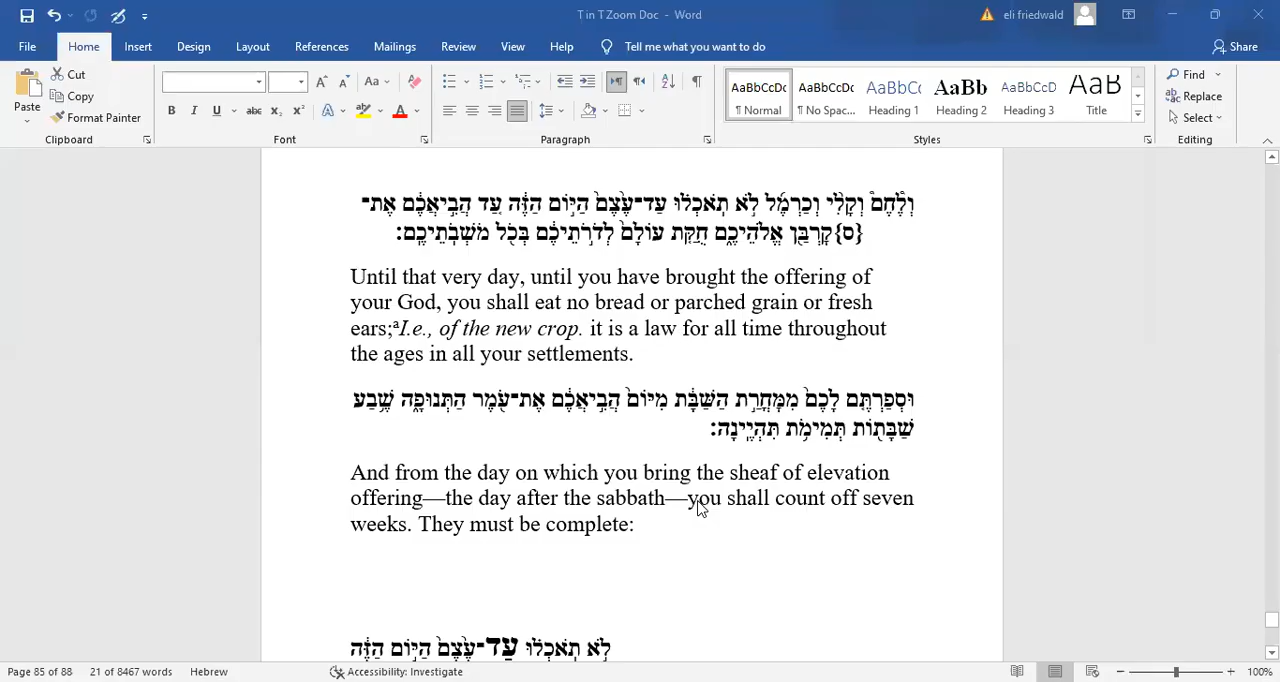 T in T Zoom Doc - Word
eli friedwald
File Home Insert Design Layout References Mailings Review View Help Tell me what you want to do Share
Paste
Cut
Copy
Format Painter
Clipboard
Font
Paragraph
AaBbCcDc AaBbCcDc AaBbCc AaBb AaBbCcD AaB
¶ Normal ¶ No Spac... Heading 1 Heading 2 Heading 3 Title
Styles
Find
Replace
Select
Editing
וְלֶ֩חֶם֩ וְקָלִ֨י וְכַרְמֶ֜ל לֹ֣א תֹֽאכְל֗וּ עַד־עֶ֙צֶם֙ הַיּ֣וֹם הַזֶּ֔ה עַ֚ד הֲבִ֣יאֲכֶ֔ם אֶת־
{ס}קׇרְבַּ֖ן אֱלֹהֵיכֶ֑ם חֻקַּ֤ת עוֹלָם֙ לְדֹרֹ֣תֵיכֶ֔ם בְּכֹ֖ל מֹשְׁבֹֽתֵיכֶֽם׃
Until that very day, until you have brought the offering of
your God, you shall eat no bread or parched grain or fresh
ears;ᵃI.e., of the new crop. it is a law for all time throughout
the ages in all your settlements.
וּסְפַרְתֶּ֤ם לָכֶם֙ מִמׇּחֳרַ֣ת הַשַּׁבָּ֔ת מִיּוֹם֙ הֲבִ֣יאֲכֶ֔ם אֶת־עֹ֖מֶר הַתְּנוּפָ֑ה שֶׁ֥בַע
שַׁבָּת֖וֹת תְּמִימֹ֥ת תִּהְיֶֽינָה׃
And from the day on which you bring the sheaf of elevation
offering—the day after the sabbath—you shall count off seven
weeks. They must be complete:
לֹ֣א תֹֽאכְל֗וּ עַד־עֶ֙צֶם֙ הַיּ֣וֹם הַזֶּ֔ה
Page 85 of 88 21 of 8467 words Hebrew Accessibility: Investigate 100%